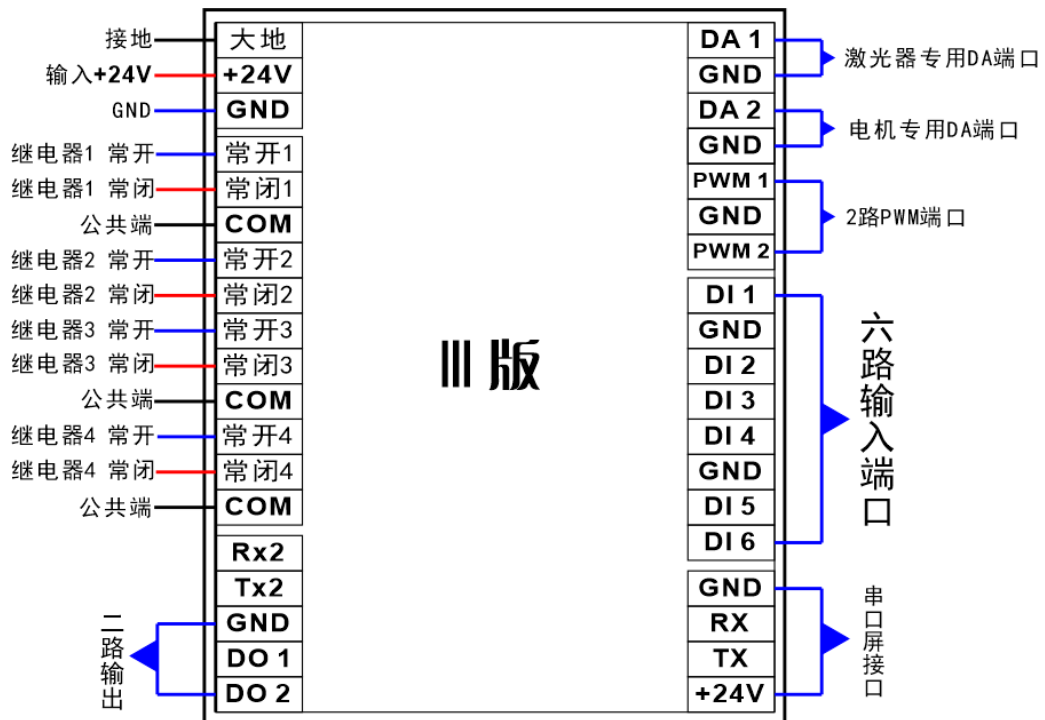 接地 大地
输入+24V +24V
GND GND
继电器1 常开 常开1
继电器1 常闭 常闭1
公共端 COM
继电器2 常开 常开2
继电器2 常闭 常闭2
继电器3 常开 常开3
继电器3 常闭 常闭3
公共端 COM
继电器4 常开 常开4
继电器4 常闭 常闭4
公共端 COM
Rx2
Tx2
GND
DO 1
DO 2
二路输出
III 版
DA 1
GND
激光器专用DA端口
DA 2
GND
电机专用DA端口
PWM 1
GND
PWM 2
2路PWM端口
DI 1
GND
DI 2
DI 3
DI 4
GND
DI 5
DI 6
六路输入端口
GND
RX
TX
+24V
串口屏接口